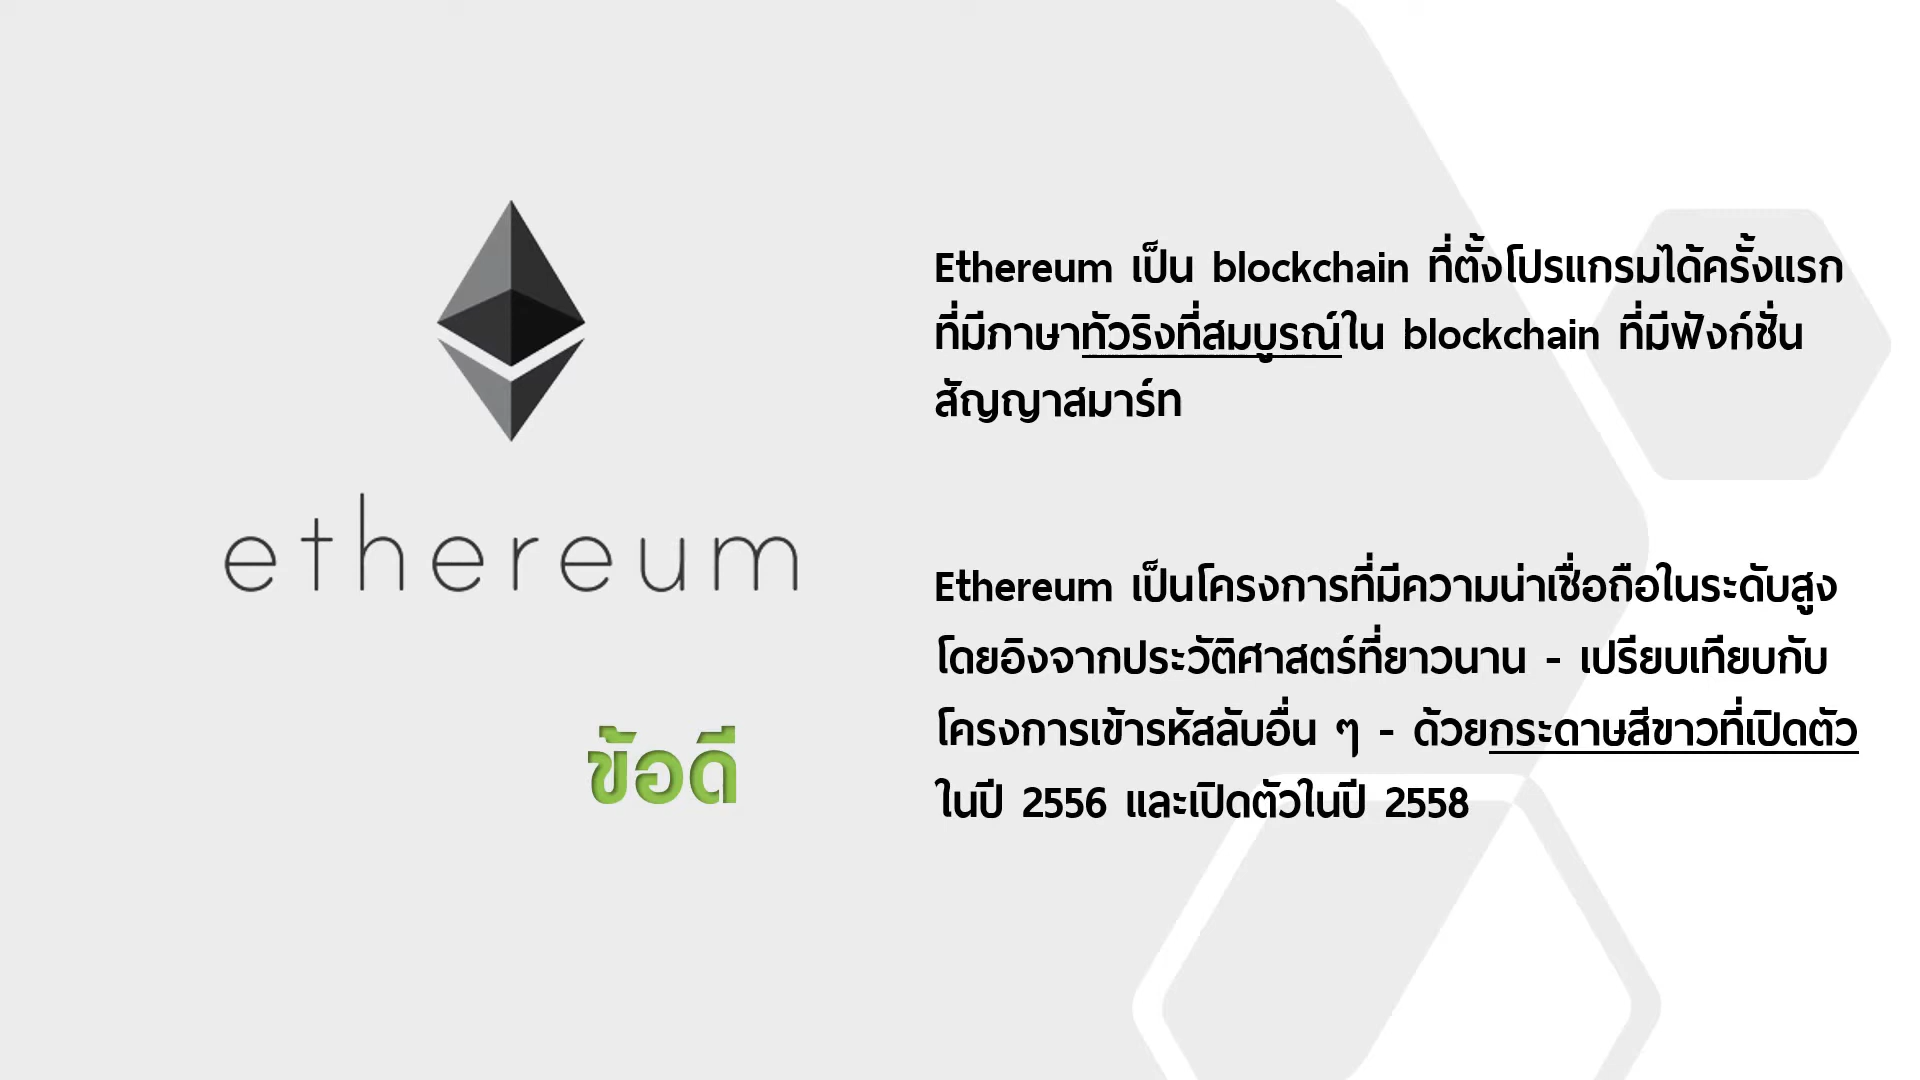 ethereum
ข้อดี
Ethereum เป็น blockchain ที่ตั้งโปรแกรมได้ครั้งแรก
ที่มีภาษาทัวริงที่สมบูรณ์ใน blockchain ที่มีฟังก์ชั่น
สัญญาสมาร์ท
Ethereum เป็นโครงการที่มีความน่าเชื่อถือในระดับสูง
โดยอิงจากประวัติศาสตร์ที่ยาวนาน - เปรียบเทียบกับ
โครงการเข้ารหัสลับอื่น ๆ - ด้วยกระดาษสีขาวที่เปิดตัว
ในปี 2556 และเปิดตัวในปี 2558